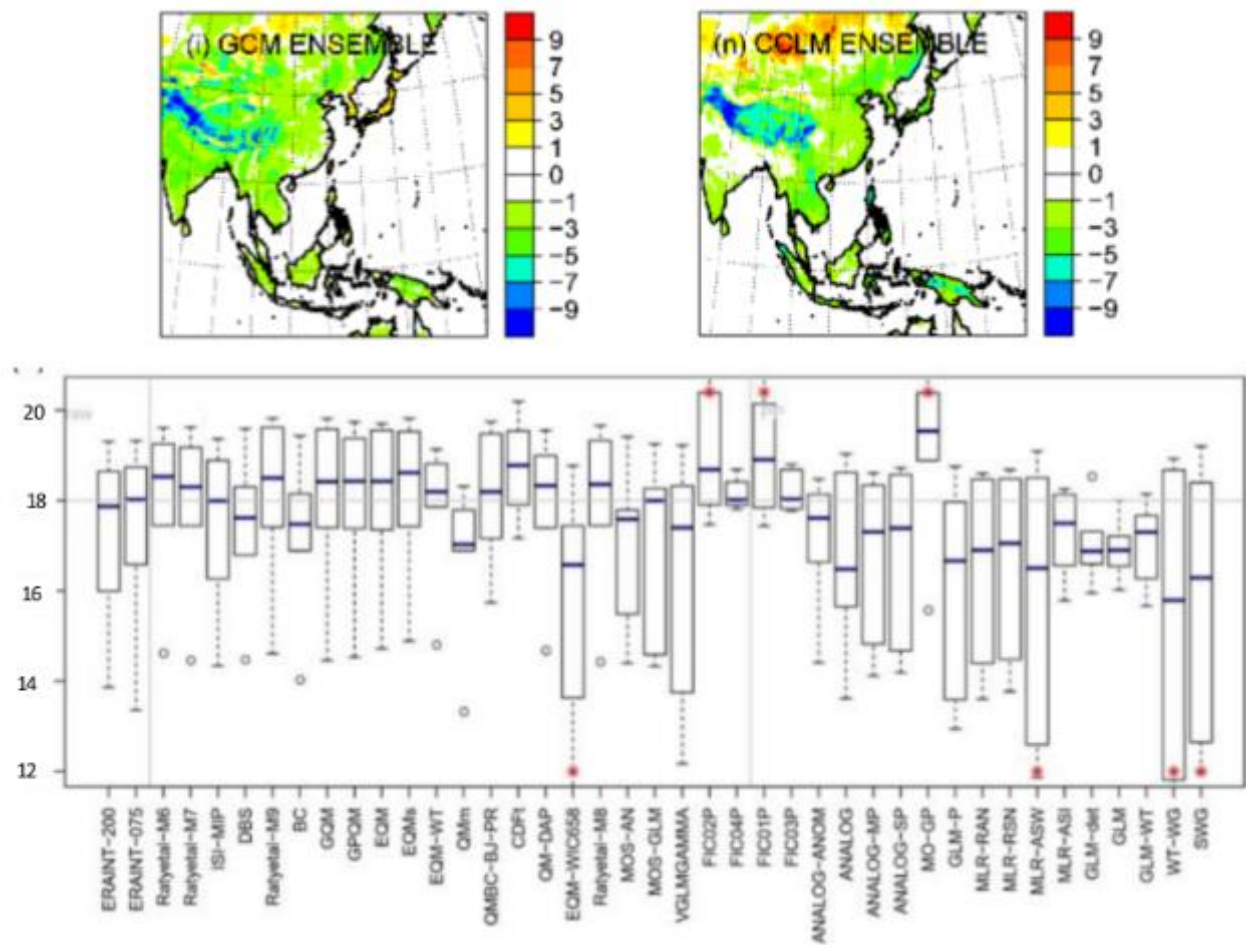 (i) GCM ENSEMBLE
9
7
5
3
1
0
−1
−3
−5
−7
−9
(n) CCLM ENSEMBLE
9
7
5
3
1
0
−1
−3
−5
−7
−9
20
18
16
14
12
ERAINT−200
ERAINT−075
Ratyetal−M6
Ratyetal−M7
ISI−MIP
DBS
Ratyetal−M9
BC
GQM
GPQM
EQM
EQMs
EQM−WT
QMm
QMBC−BJ−PR
CDFt
QM−DAP
EQM−WIC658
Ratyetal−M8
MOS−AN
MOS−GLM
VGLMGAMMA
FIC02P
FIC04P
FIC01P
FIC03P
ANALOG−ANOM
ANALOG
ANALOG−MP
ANALOG−SP
MO−GP
GLM−P
MLR−RAN
MLR−RSN
MLR−ASW
MLR−ASI
GLM−det
GLM
GLM−WT
WT−WG
SWG